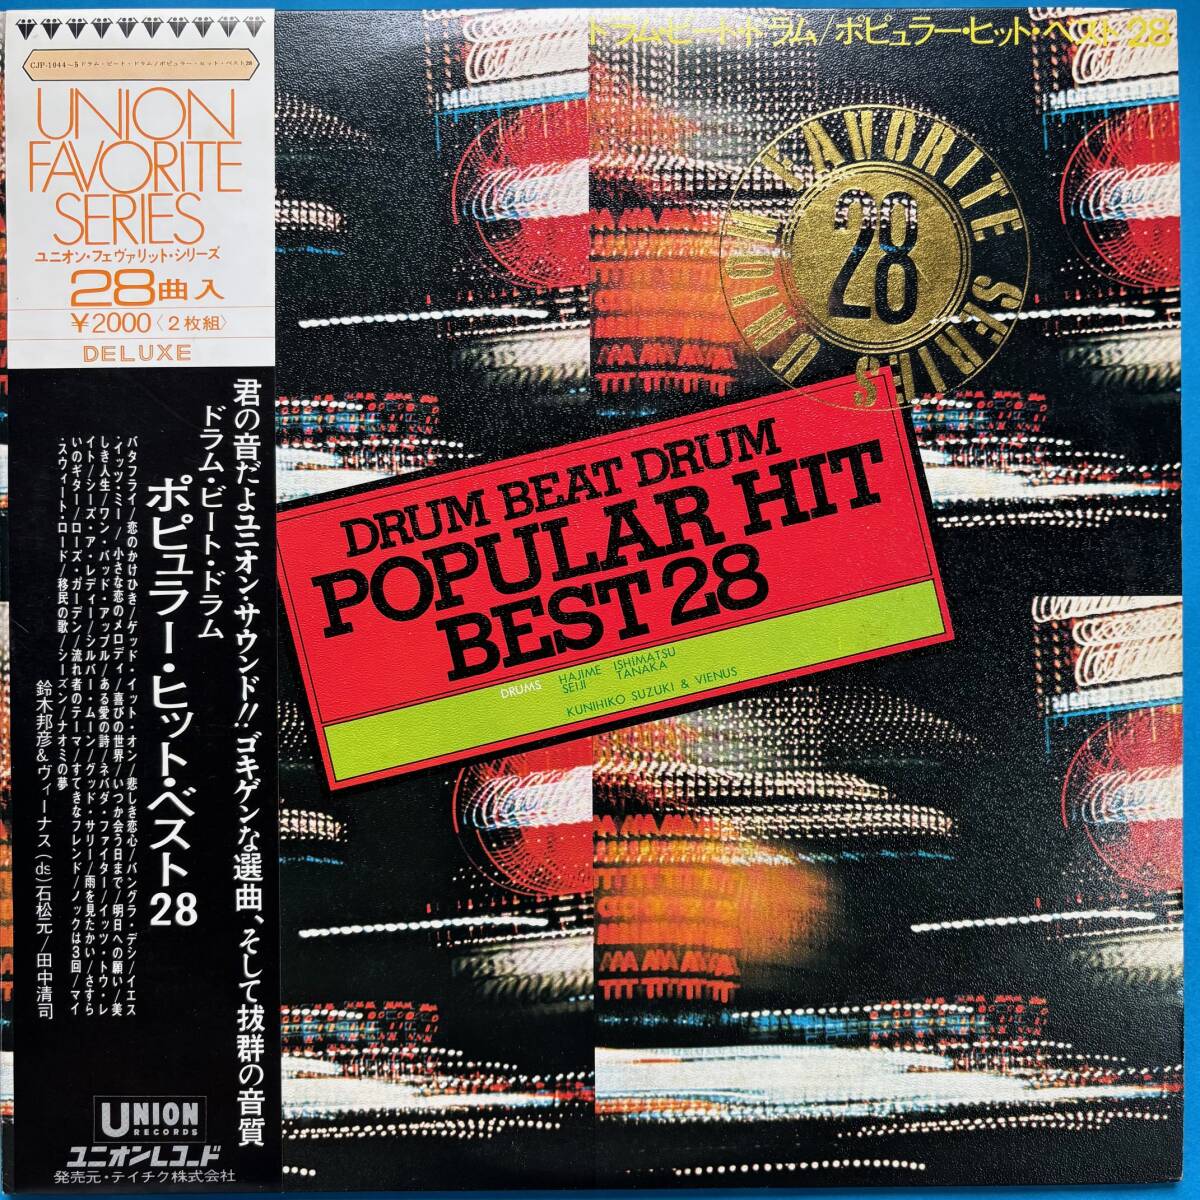 CJP-1044~5 ドラム・ビート・ドラム/ポピュラー・ヒット・ベスト28
UNION
FAVORITE
SERIES
ユニオン・フェヴァリット・シリーズ
28曲入
¥2000〈2枚組〉
DELUXE
君の音だよユニオン・サウンド!!ゴキゲンな選曲、そして抜群の音質
ドラム・ビート・ドラム
ポピュラー・ヒット・ベスト28
バタフライ/恋のかけひき/ゲッド・イット・オン/悲しき恋心/バングラ・デシ/イエス
・イッツ・ミー/小さな恋のメロディ/喜びの世界/いつか会う日まで/明日への願い/美
しき人生/ワン・バッド・アップル/ある愛の詩/ネバダ・ファイター/イッツ・トウ・レ
イト/シーズ・ア・レディー/シルバー・ムーン/グッド・サリー/雨を見たかい/さすら
いのギター/ローズ・ガーデン/流れ者のテーマ/すてきなフレンド/ノックは3回/マイ
・スウィート・ロード/移民の歌/シーズン/ナオミの夢
鈴木邦彦&ヴィーナス(ds)石松元/田中清司
UNION
RECORDS
ユニオンレコード
発売元・テイチク株式会社
ドラム・ビート・ドラム/ポピュラー・ヒット・ベスト28
UNION FAVORITE SERIES
28
DRUM BEAT DRUM
POPULAR HIT
BEST 28
DRUMS HAJIME ISHIMATSU
SEIJI TANAKA
KUNIHIKO SUZUKI & VIENUS